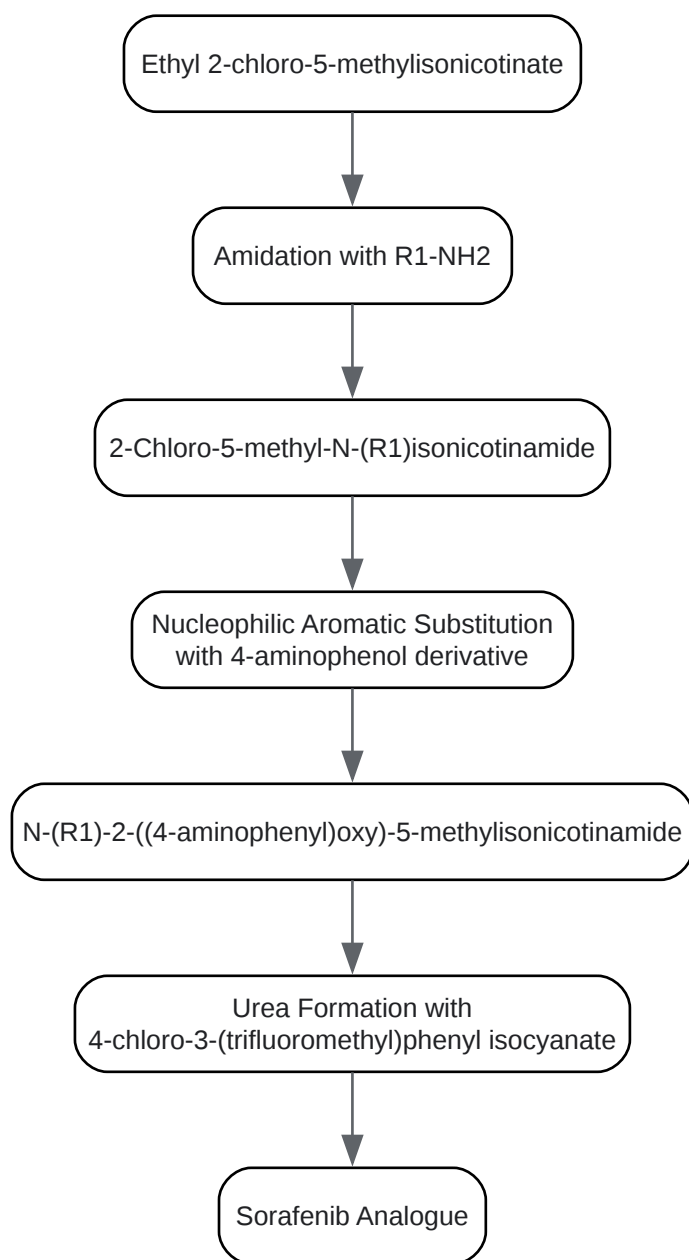 Ethyl 2-chloro-5-methylisonicotinate
Amidation with R1-NH2
2-Chloro-5-methyl-N-(R1)isonicotinamide
Nucleophilic Aromatic Substitution
with 4-aminophenol derivative
N-(R1)-2-((4-aminophenyl)oxy)-5-methylisonicotinamide
Urea Formation with
4-chloro-3-(trifluoromethyl)phenyl isocyanate
Sorafenib Analogue